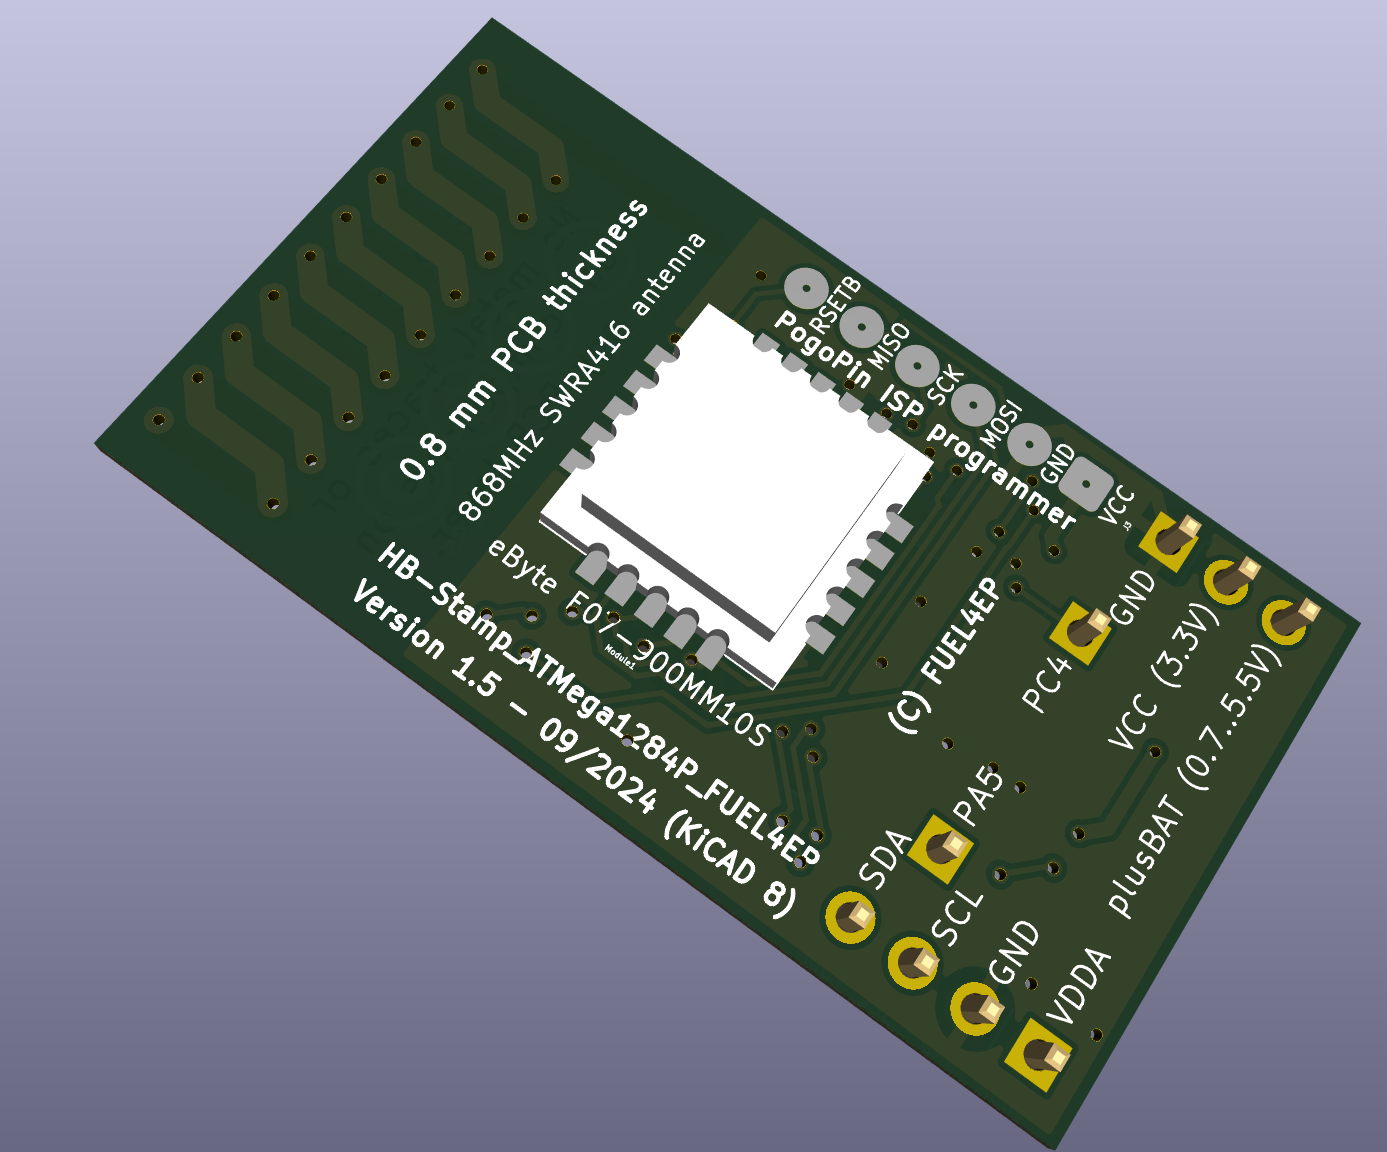 0.8 mm PCB thickness
868MHz SWRA416 antenna
RSETB
MISO
SCK
MOSI
GND
VCC
J3
PogoPin ISP programmer
eByte E07-900MM10S
Module1
HB-Stamp_ATMega1284P_FUEL4EP
Version 1.5 - 09/2024 (KiCAD 8)
(C) FUEL4EP
GND
VCC (3.3V)
plusBAT (0.7..5.5V)
PC4
PA5
SDA
SCL
GND
VDDA